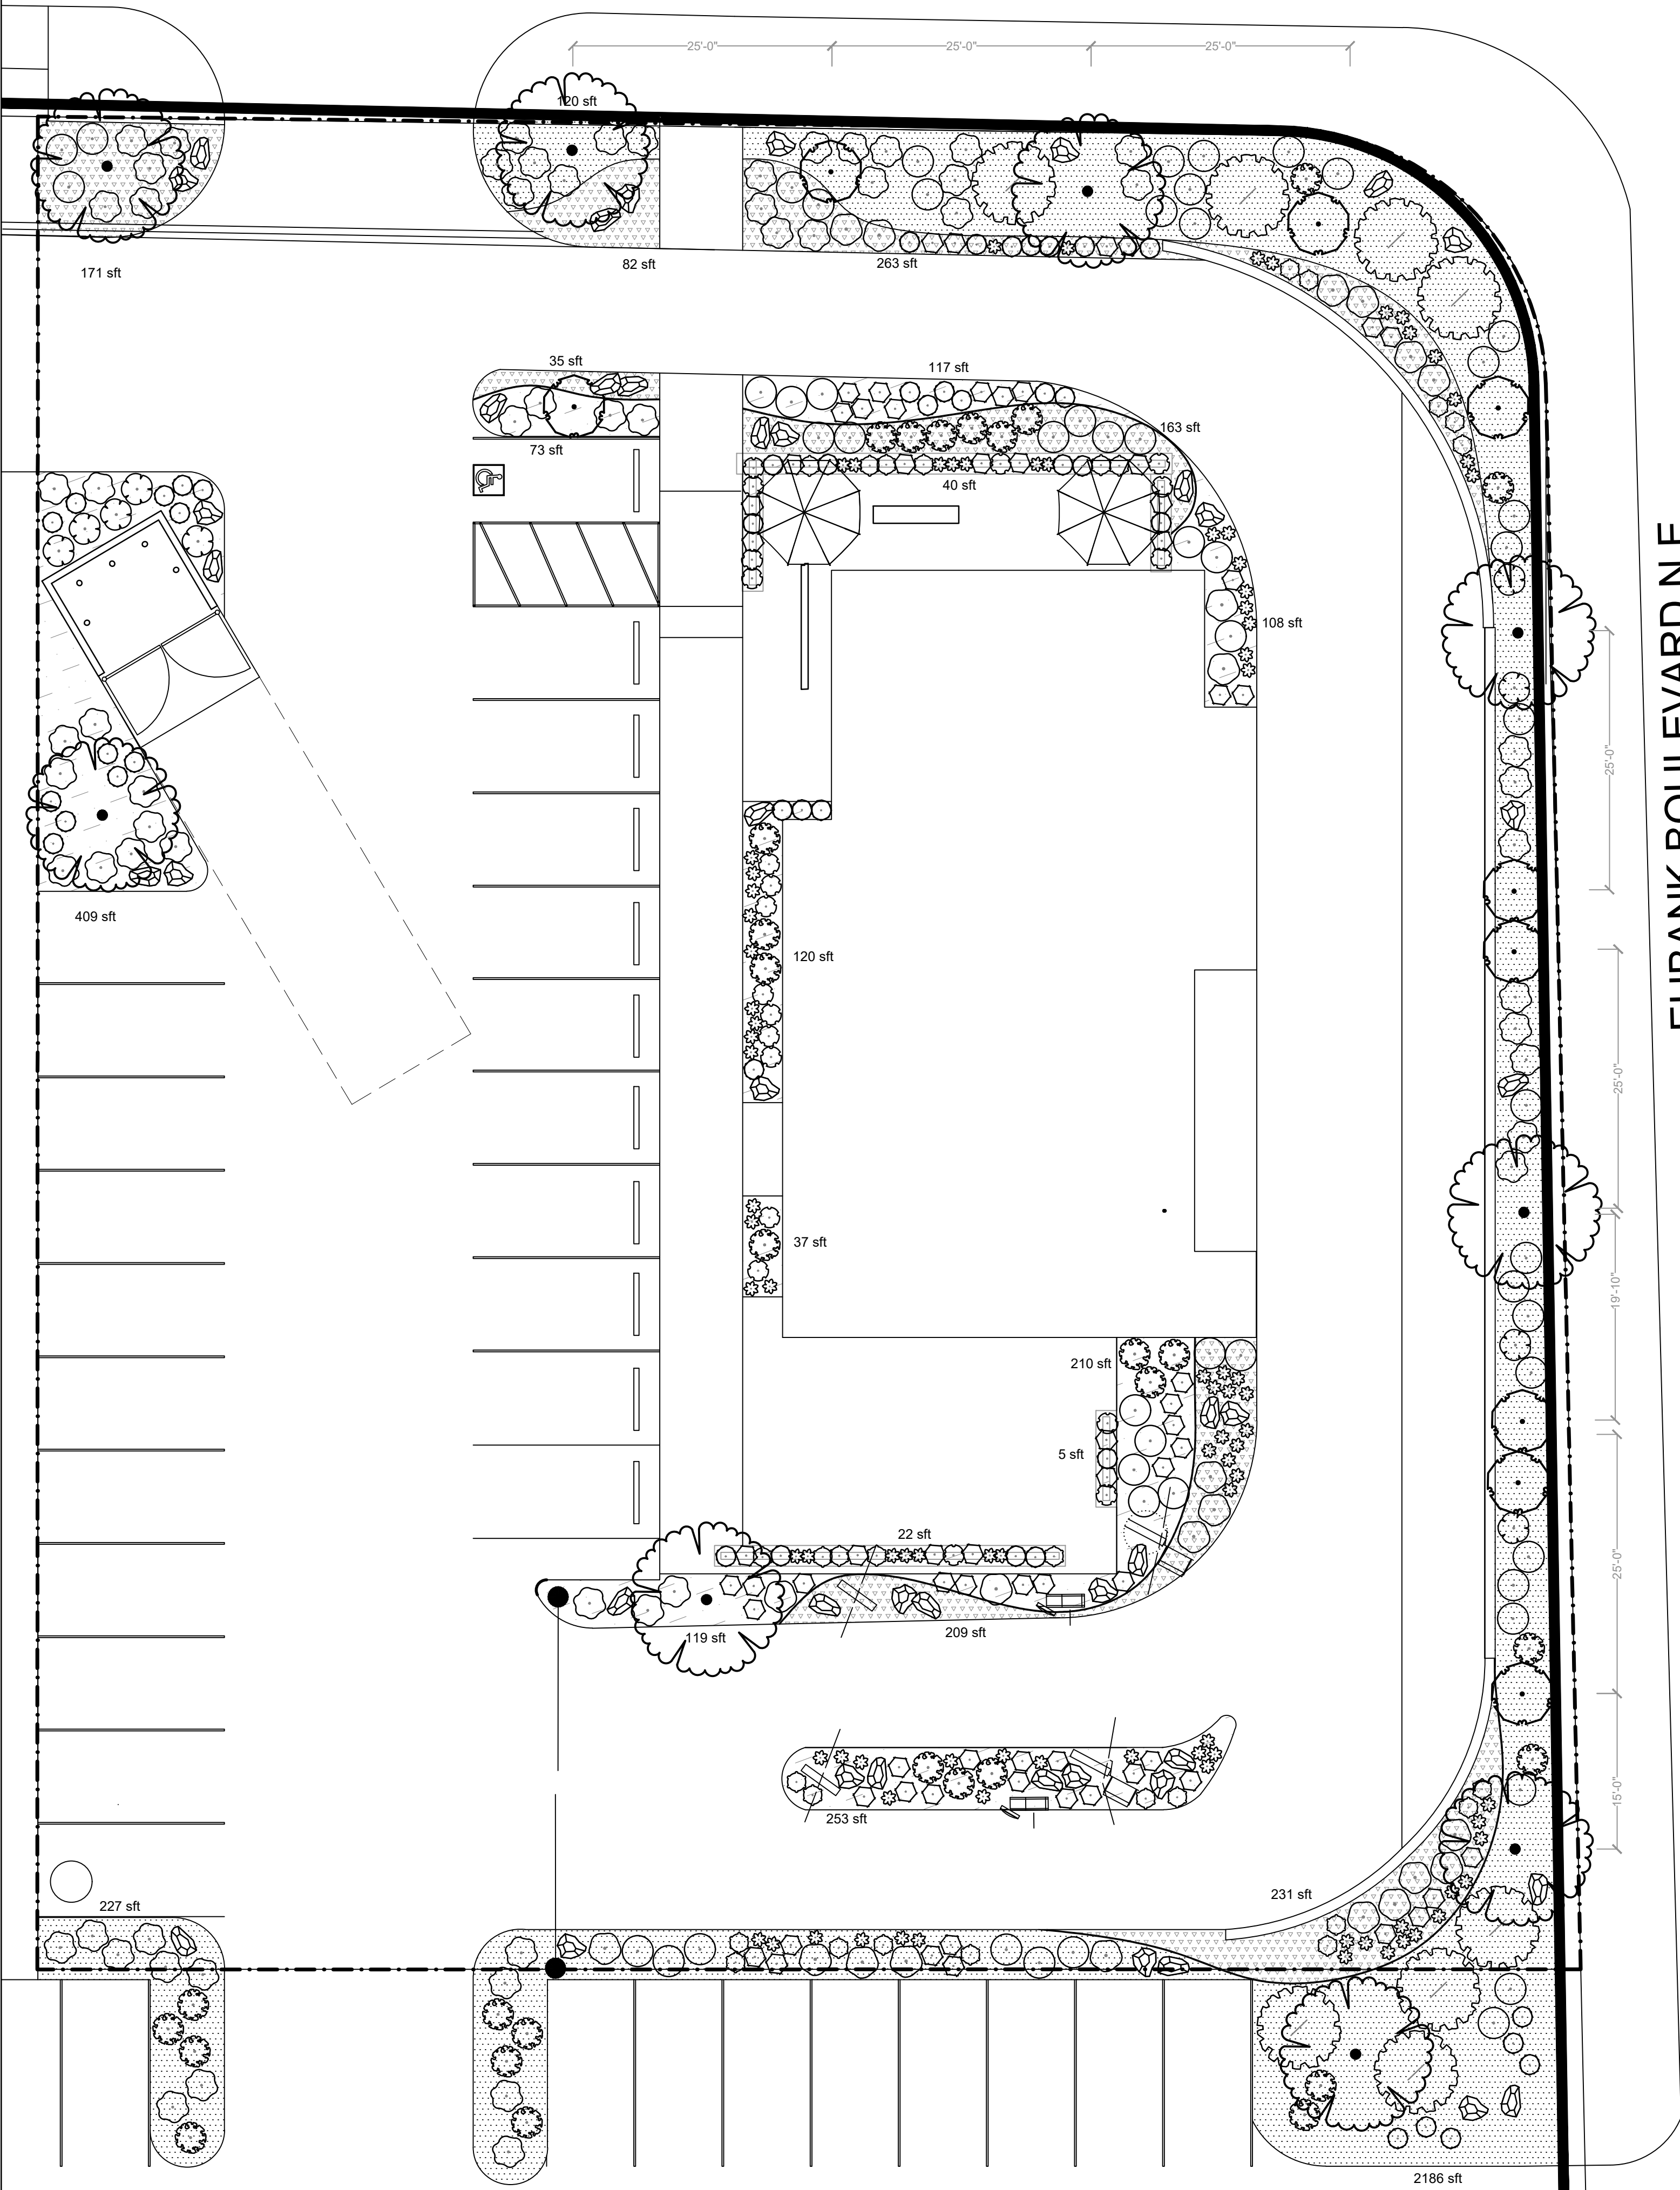 25'-0"
25'-0"
25'-0"
120 sft
171 sft
82 sft
263 sft
35 sft
117 sft
73 sft
163 sft
40 sft
108 sft
EUBANK BOULEVARD N.E.
25'-0"
409 sft
120 sft
25'-0"
37 sft
19'-10"
210 sft
5 sft
22 sft
25'-0"
119 sft
209 sft
15'-0"
253 sft
231 sft
227 sft
2186 sft